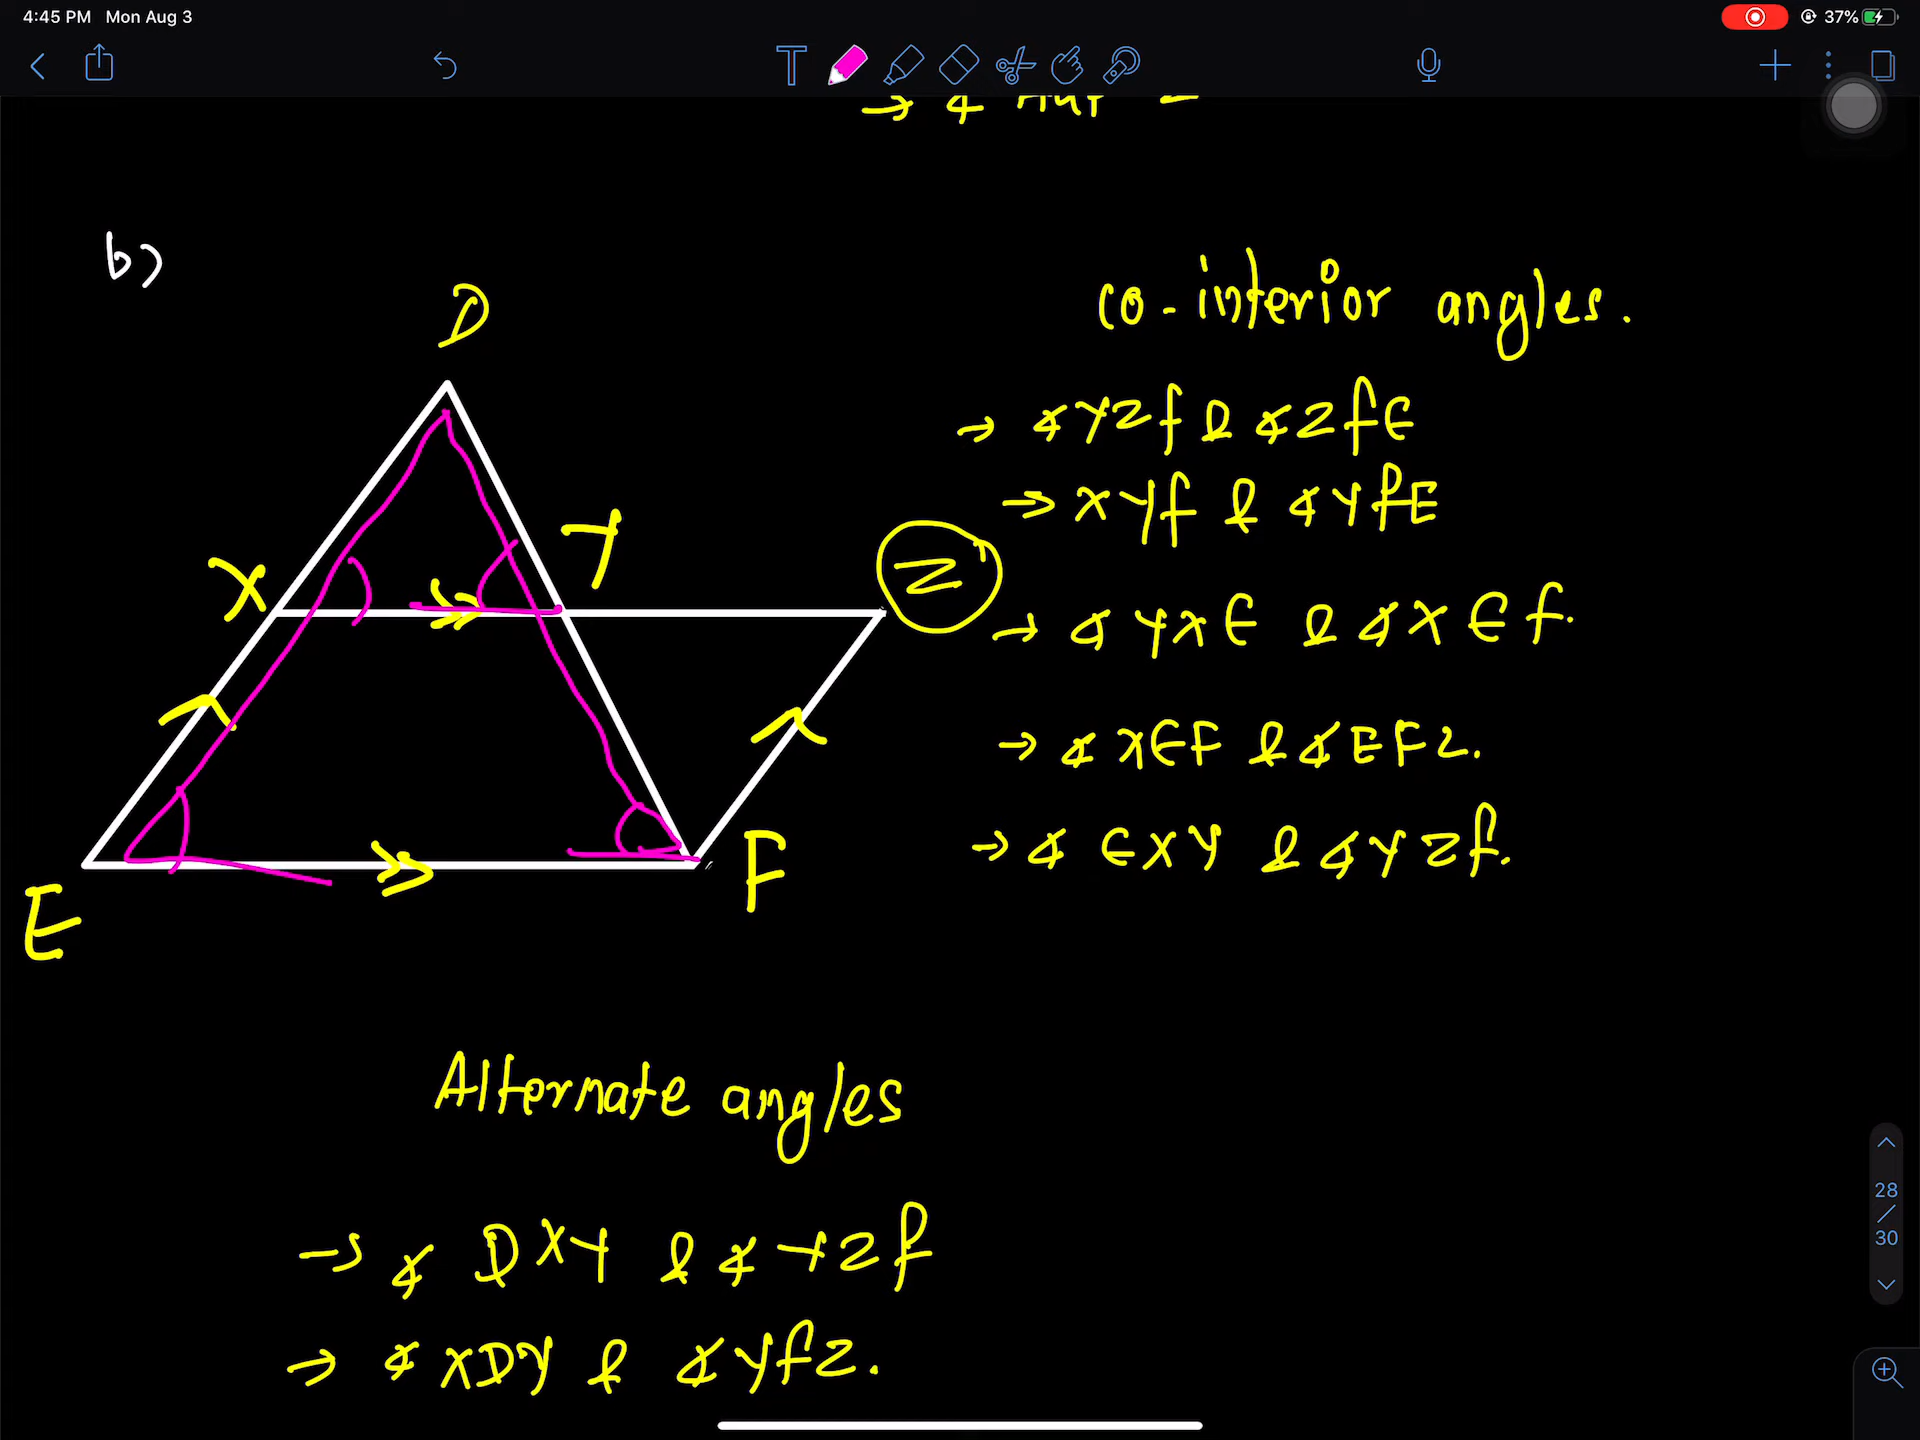 4:45 PM Mon Aug 3
37%
b)
D
X
Y
Z
E
F
co-interior angles.
→ ∡YZf & ∡ZfE
→ XYf & ∡YfE
→ ∡YXE & ∡XEf.
→ ∡XEF & ∡EFZ.
→ ∡EXY & ∡YZf.
Alternate angles
→ ∡DXY & ∡YZf
→ ∡XDY & ∡YfZ.
28
/
30